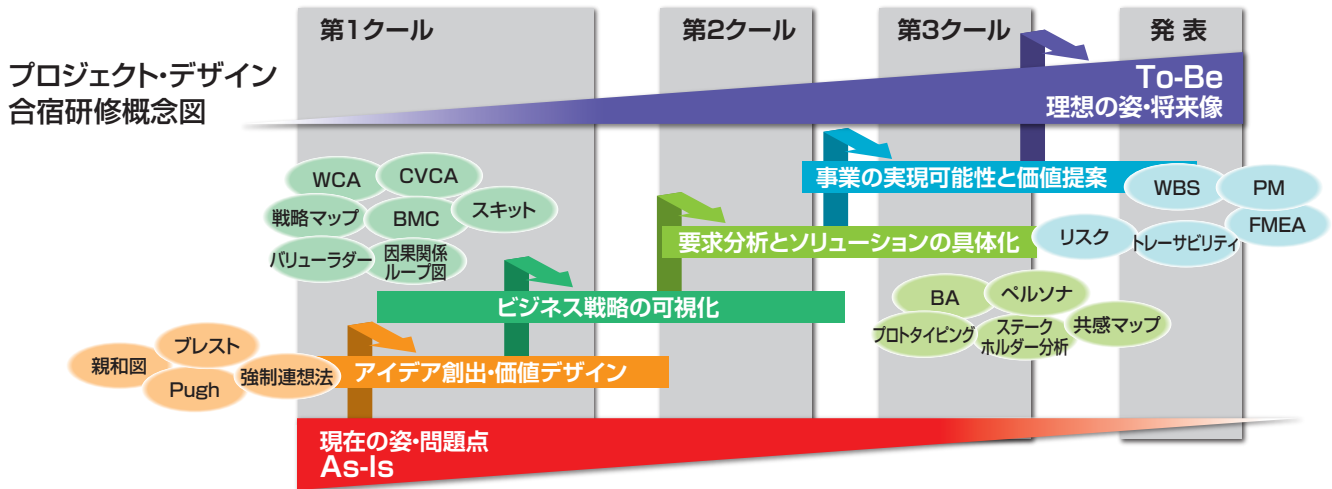 プロジェクト・デザイン
合宿研修概念図
第1クール
第2クール
第3クール
発 表
To-Be
理想の姿・将来像
事業の実現可能性と価値提案
WBS
PM
FMEA
リスク
トレーサビリティ
要求分析とソリューションの具体化
WCA
CVCA
戦略マップ
BMC
スキット
バリューラダー
因果関係
ループ図
BA
ペルソナ
プロトタイピング
ステーク
ホルダー分析
共感マップ
ビジネス戦略の可視化
親和図
ブレスト
Pugh
強制連想法
アイデア創出・価値デザイン
現在の姿・問題点
As-Is